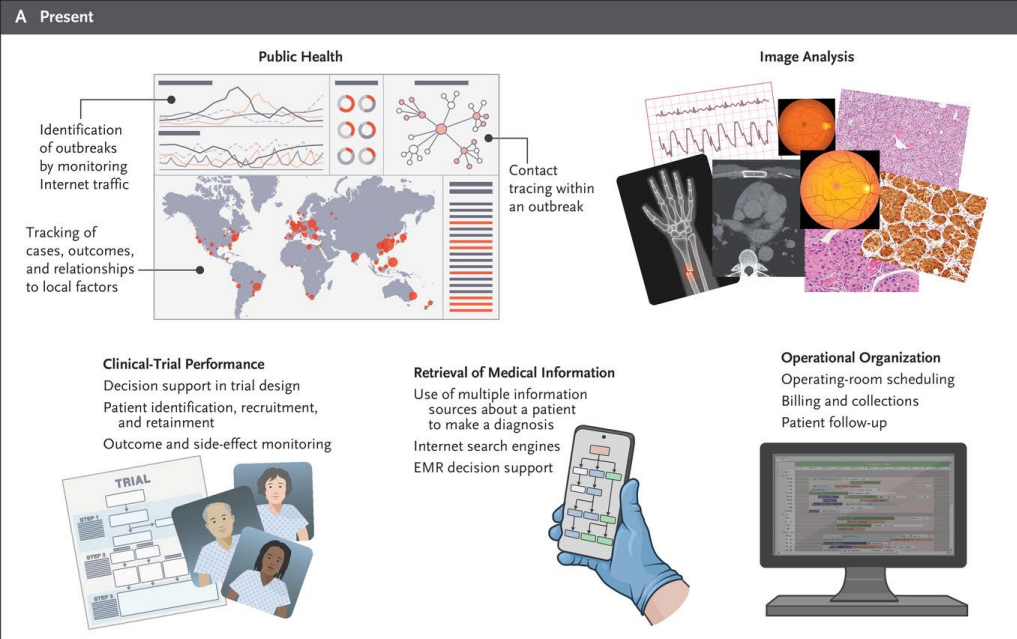 A Present
Public Health
Identification
of outbreaks
by monitoring
Internet traffic
Contact
tracing within
an outbreak
Tracking of
cases, outcomes,
and relationships
to local factors
Image Analysis
Clinical-Trial Performance
Decision support in trial design
Patient identification, recruitment,
and retainment
Outcome and side-effect monitoring
TRIAL
STEP 1
STEP 2
STEP 3
Retrieval of Medical Information
Use of multiple information
sources about a patient
to make a diagnosis
Internet search engines
EMR decision support
Operational Organization
Operating-room scheduling
Billing and collections
Patient follow-up